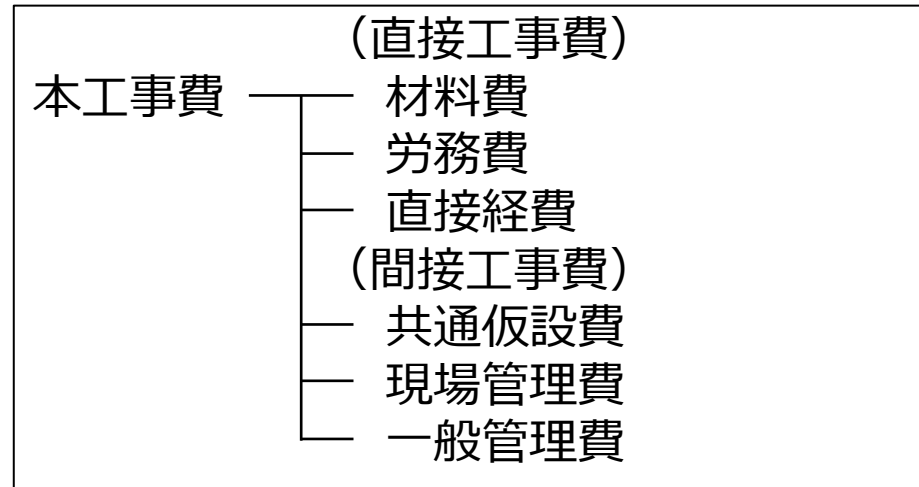 （直接工事費）
本工事費 材料費
労務費
直接経費
（間接工事費）
共通仮設費
現場管理費
一般管理費